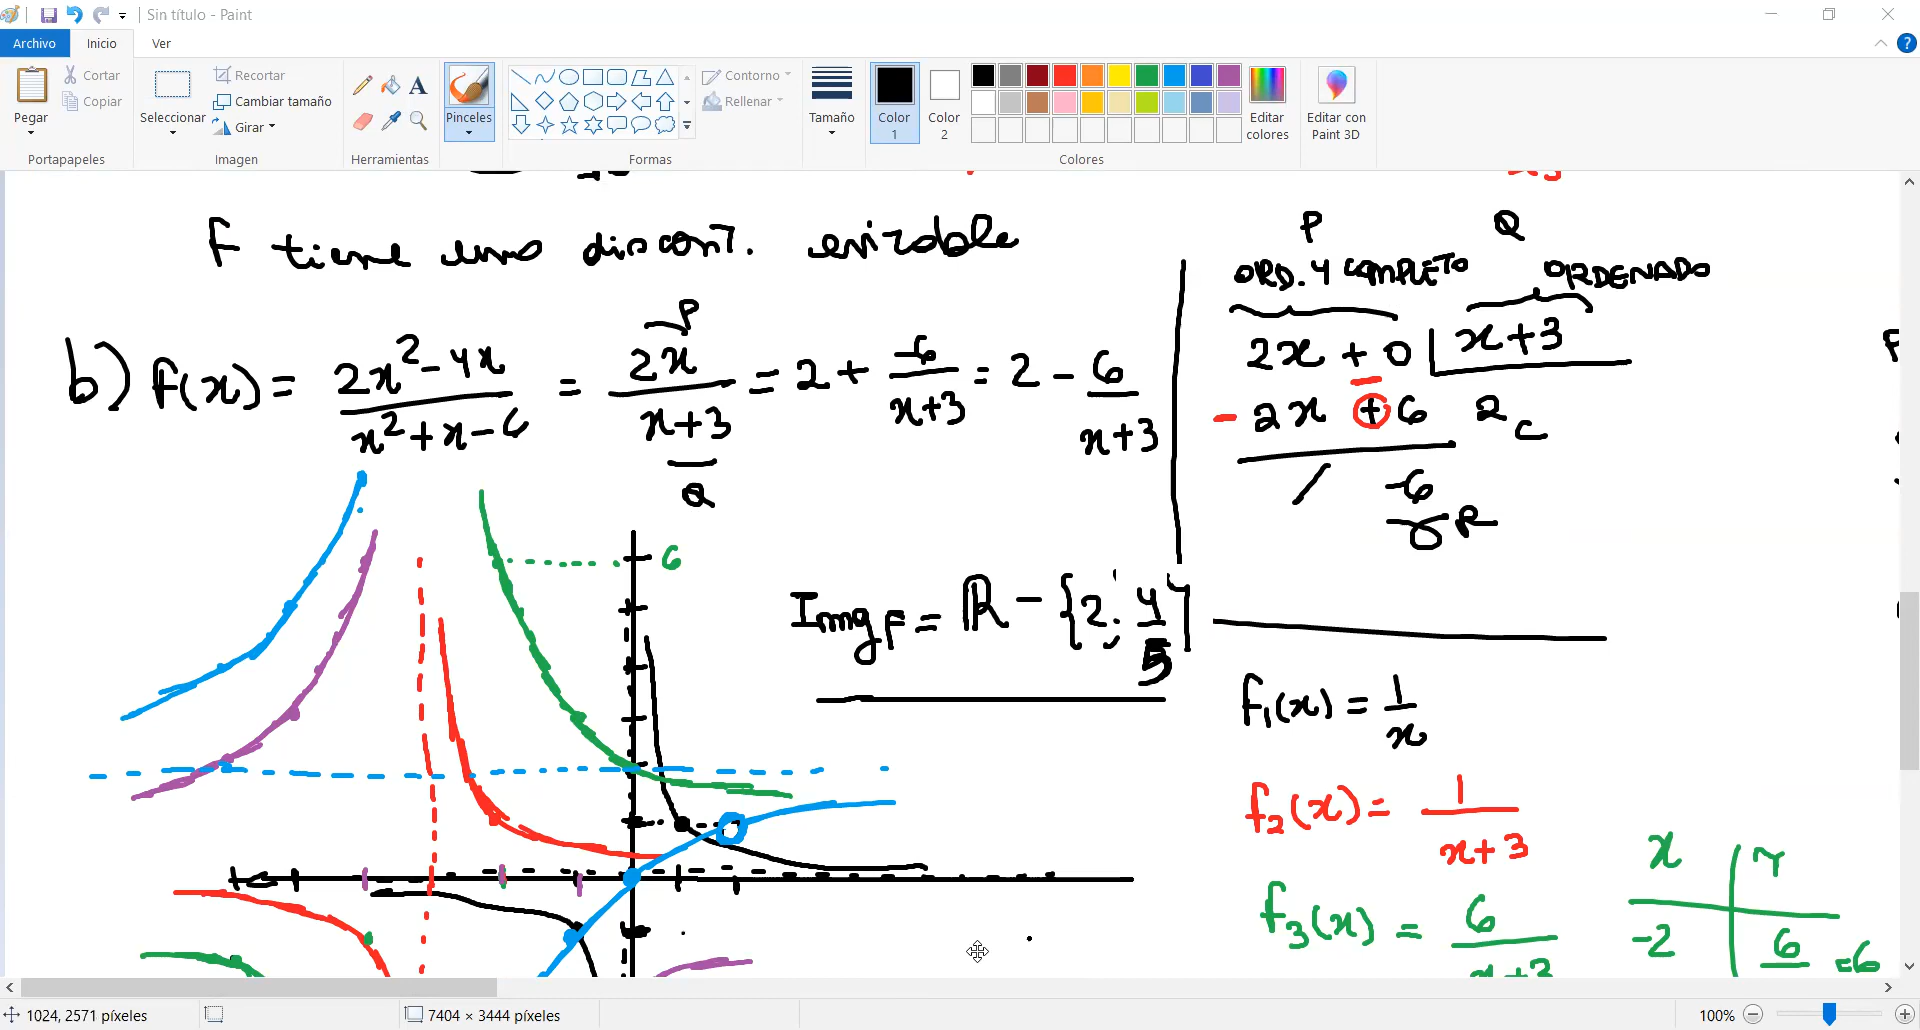 Sin título - Paint
Archivo Inicio Ver
Pegar
Cortar
Copiar
Portapapeles
Seleccionar
Recortar
Cambiar tamaño
Girar
Imagen
A
Herramientas
Pinceles
Contorno
Rellenar
Formas
Tamaño
Color 1
Color 2
Editar colores
Editar con Paint 3D
Colores
F tiene una discont. evitable
b) f(x) = (2x² - 4x)/(x² + x - 6) = 2x/(x+3) = 2 + -6/(x+3) = 2 - 6/(x+3)
P
Q
P Q
ORD. Y COMPLETO ORDENADO
2x + 0 | x+3
- 2x + 6 2 C
/ -6
R
6
Img F = ℝ - {2; 4/5}
f₁(x) = 1/x
f₂(x) = 1/(x+3)
f₃(x) = 6/(x+3)
x | y
-2 | 6 = 6
1024, 2571 píxeles
7404 × 3444 píxeles
100%